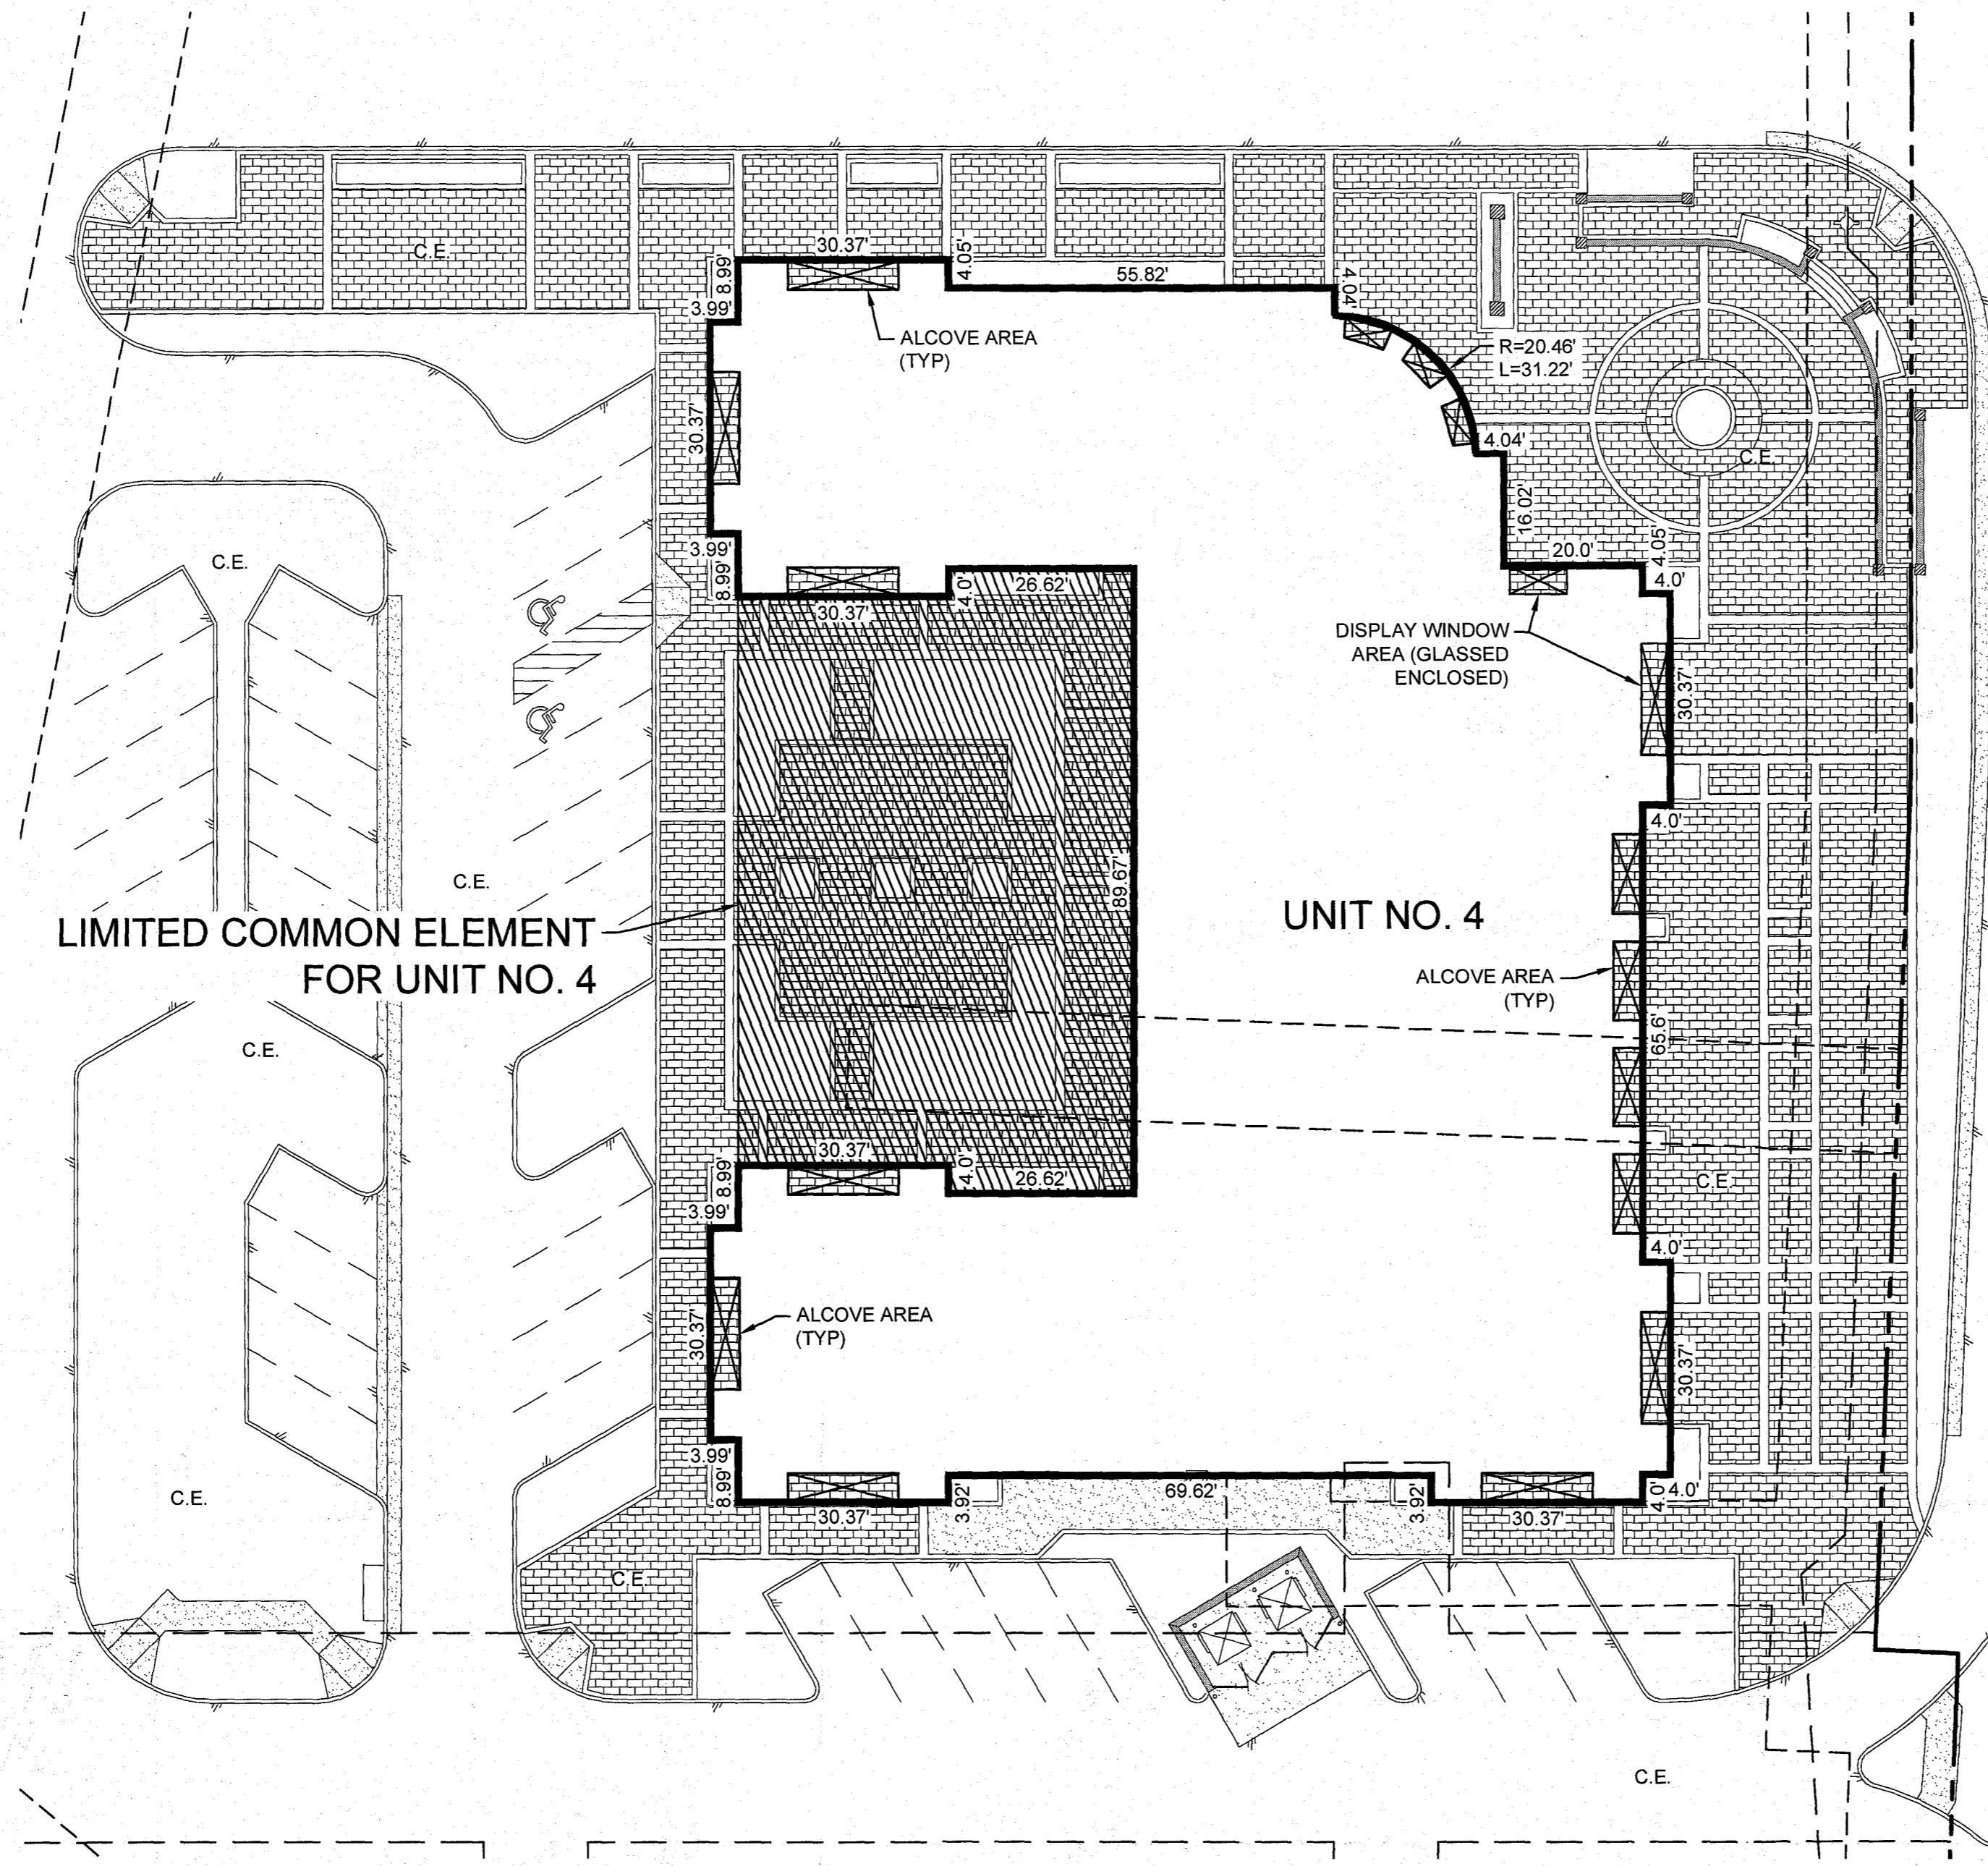 30.37'
4.05'
C.E.
8.99'
55.82'
4.04'
3.99'
ALCOVE AREA
(TYP)
R=20.46'
L=31.22'
30.37'
4.04'
C.E.
16.02'
3.99'
20.0'
4.05'
C.E.
8.99'
4.0'
26.62'
4.0'
30.37'
DISPLAY WINDOW
AREA (GLASSED
ENCLOSED)
30.37'
4.0'
C.E.
89.67'
LIMITED COMMON ELEMENT
FOR UNIT NO. 4
UNIT NO. 4
ALCOVE AREA
(TYP)
65.6'
C.E.
30.37'
4.0'
8.99'
26.62'
C.E.
3.99'
4.0'
ALCOVE AREA
(TYP)
30.37'
30.37'
3.99'
8.99'
C.E.
3.92'
69.62'
3.92'
4.0'
4.0'
30.37'
30.37'
C.E.
C.E.